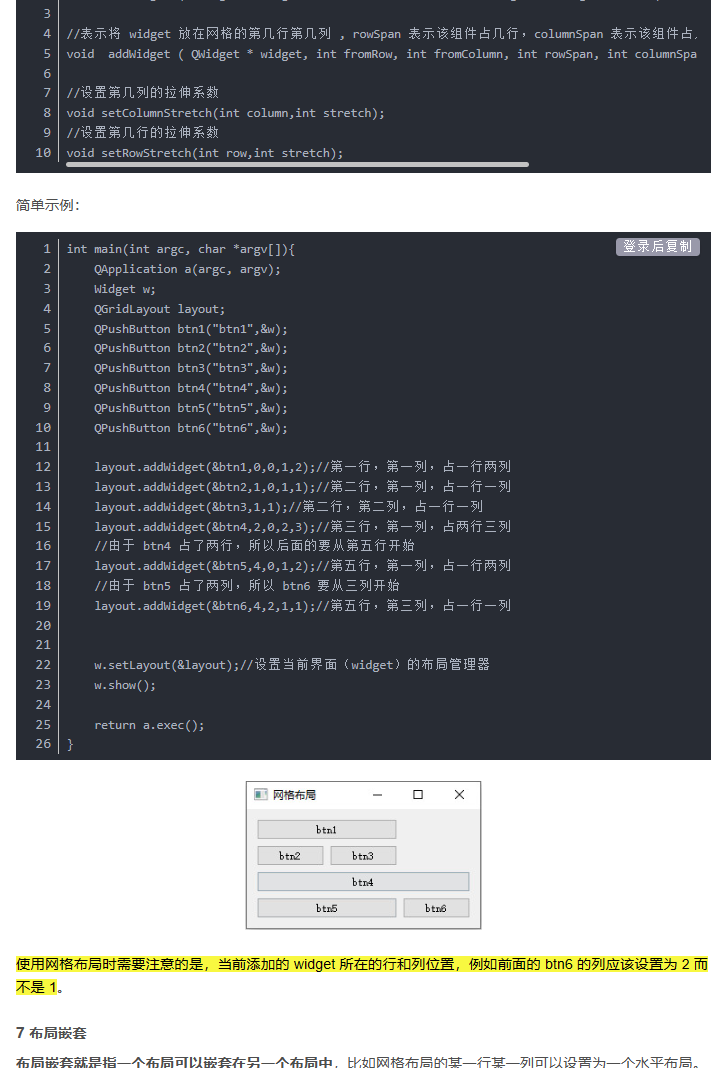 3
4 //表示将 widget 放在网格的第几行第几列 , rowSpan 表示该组件占几行，columnSpan 表示该组件占
5 void  addWidget ( QWidget * widget, int fromRow, int fromColumn, int rowSpan, int columnSpa
6
7 //设置第几列的拉伸系数
8 void setColumnStretch(int column,int stretch);
9 //设置第几行的拉伸系数
10 void setRowStretch(int row,int stretch);
简单示例：
登录后复制
1 int main(int argc, char *argv[]){
2     QApplication a(argc, argv);
3     Widget w;
4     QGridLayout layout;
5     QPushButton btn1("btn1",&w);
6     QPushButton btn2("btn2",&w);
7     QPushButton btn3("btn3",&w);
8     QPushButton btn4("btn4",&w);
9     QPushButton btn5("btn5",&w);
10     QPushButton btn6("btn6",&w);
11
12     layout.addWidget(&btn1,0,0,1,2);//第一行，第一列，占一行两列
13     layout.addWidget(&btn2,1,0,1,1);//第二行，第一列，占一行一列
14     layout.addWidget(&btn3,1,1);//第二行，第二列，占一行一列
15     layout.addWidget(&btn4,2,0,2,3);//第三行，第一列，占两行三列
16     //由于 btn4 占了两行，所以后面的要从第五行开始
17     layout.addWidget(&btn5,4,0,1,2);//第五行，第一列，占一行两列
18     //由于 btn5 占了两列，所以 btn6 要从三列开始
19     layout.addWidget(&btn6,4,2,1,1);//第五行，第三列，占一行一列
20
21
22     w.setLayout(&layout);//设置当前界面（widget）的布局管理器
23     w.show();
24
25     return a.exec();
26 }
网格布局
btn1
btn2 btn3
btn4
btn5 btn6
使用网格布局时需要注意的是，当前添加的 widget 所在的行和列位置，例如前面的 btn6 的列应该设置为 2 而
不是 1。
7 布局嵌套
布局嵌套就是指一个布局可以嵌套在另一个布局中，比如网格布局的某一行某一列可以设置为一个水平布局。